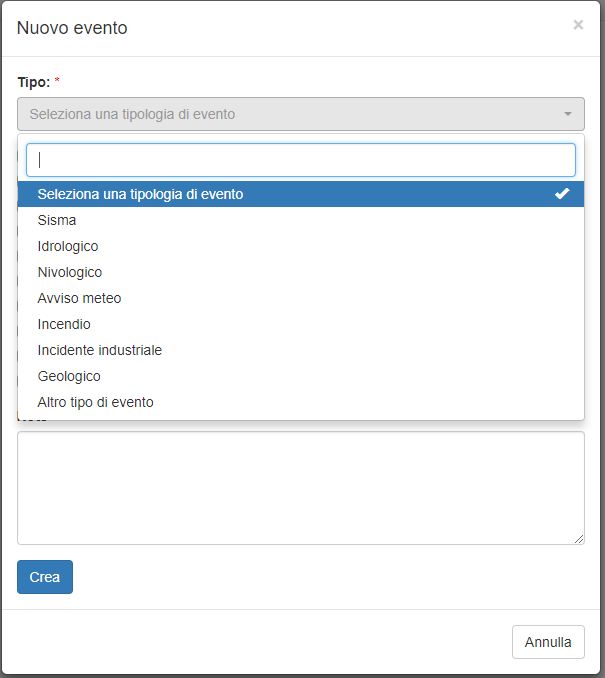 Nuovo evento
×
Tipo: *
Seleziona una tipologia di evento
Seleziona una tipologia di evento
Sisma
Idrologico
Nivologico
Avviso meteo
Incendio
Incidente industriale
Geologico
Altro tipo di evento
Crea
Annulla